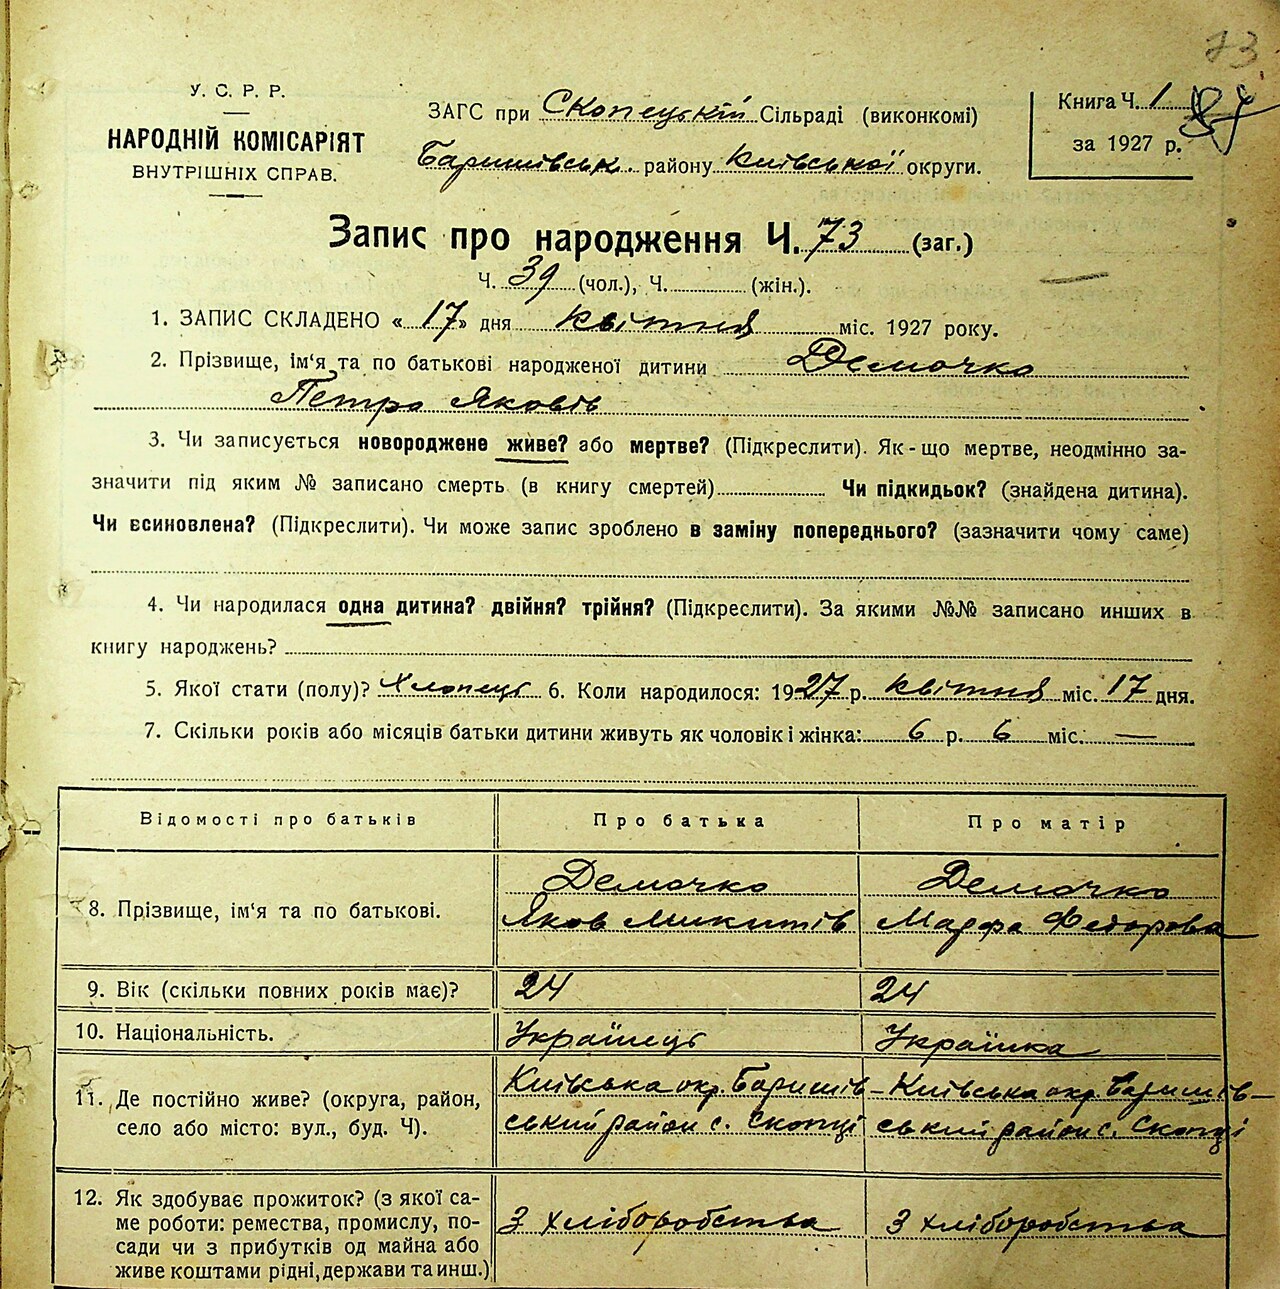 73
У. С. Р. Р.
НАРОДНІЙ КОМІСАРІЯТ
ВНУТРІШНІХ СПРАВ.
ЗАГС при Скопецькій Сільраді (виконкомі)
Баришівськ. району Київської округи.
Книга Ч. 1
за 1927 р.
87
Запис про народження Ч. 73 (заг.)
Ч. 39 (чол.), Ч. (жін.).
1. ЗАПИС СКЛАДЕНО « 17 » дня квітня міс. 1927 року.
2. Прізвище, ім‘я та по батькові народженої дитини Демочко
Петро Яковів
3. Чи записується новороджене живе? або мертве? (Підкреслити). Як-що мертве, неодмінно за-
значити під яким № записано смерть (в книгу смертей) Чи підкидьок? (знайдена дитина).
Чи всиновлена? (Підкреслити). Чи може запис зроблено в заміну попереднього? (зазначити чому саме)
4. Чи народилася одна дитина? двійня? трійня? (Підкреслити). За якими №№ записано инших в
книгу народжень?
5. Якої стати (полу)? Хлопець 6. Коли народилося: 1927 р. квітня міс. 17 дня.
7. Скільки років або місяців батьки дитини живуть як чоловік і жінка: 6 р. 6 міс. —
Відомості про батьків
Про батька
Про матір
8. Прізвище, ім‘я та по батькові.
Демочко
Яков Микитів
Демочко
Марфа Федорова
9. Вік (скільки повних років має)?
24
24
10. Національність.
Українець
Українка
11. Де постійно живе? (округа, район,
село або місто: вул., буд. Ч).
Київська окр. Баришів-
ський район с. Скопці
Київська окр. Баришів-
ський район с. Скопці
12. Як здобуває прожиток? (з якої са-
ме роботи: ремества, промислу, по-
сади чи з прибутків од майна або
живе коштами рідні, держави та инш.)
З хліборобства
З хліборобства